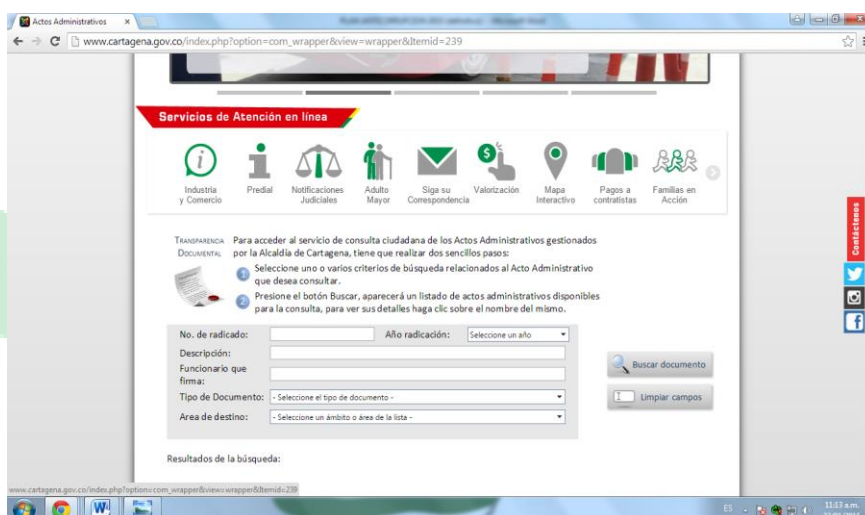 Actos Administrativos
www.cartagena.gov.co/index.php?option=com_wrapper&view=wrapper&Itemid=239
Servicios de Atención en línea
Industria
y Comercio
Predial
Notificaciones
Judiciales
Adulto
Mayor
Siga su
Correspondencia
Valorización
Mapa
Interactivo
Pagos a
contratistas
Familias en
Acción
Contáctenos
TRANSPARENCIA
DOCUMENTAL
Para acceder al servicio de consulta ciudadana de los Actos Administrativos gestionados
por la Alcaldía de Cartagena, tiene que realizar dos sencillos pasos:
1 Seleccione uno o varios criterios de búsqueda relacionados al Acto Administrativo
que desea consultar.
2 Presione el botón Buscar, aparecerá un listado de actos administrativos disponibles
para la consulta, para ver sus detalles haga clic sobre el nombre del mismo.
No. de radicado:
Año radicación:
Seleccione un año
Descripción:
Funcionario que
firma:
Tipo de Documento:
- Seleccione el tipo de documento -
Area de destino:
- Seleccione un ámbito o área de la lista -
Buscar documento
Limpiar campos
Resultados de la búsqueda:
www.cartagena.gov.co/index.php?option=com_wrapper&view=wrapper&Itemid=239
ES
11:13 a.m.